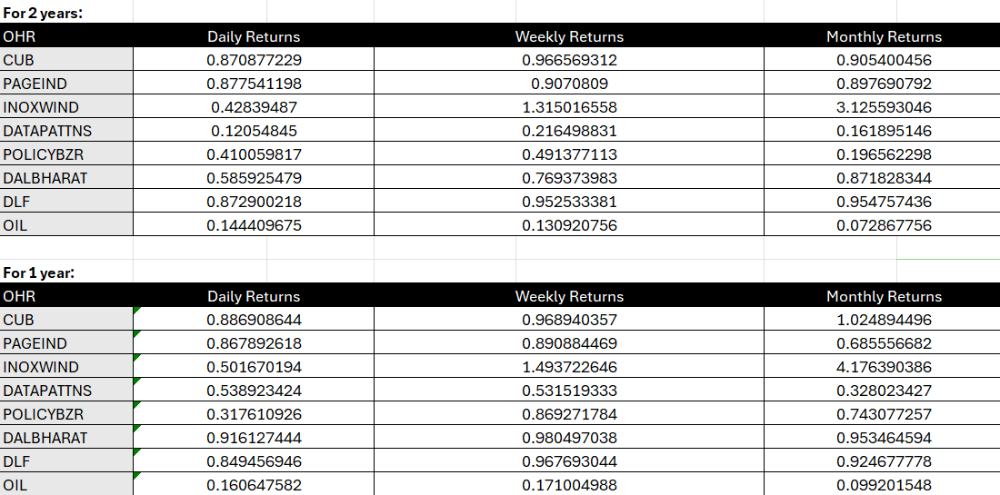 For 2 years:
OHR Daily Returns Weekly Returns Monthly Returns
CUB 0.870877229 0.966569312 0.905400456
PAGEIND 0.877541198 0.9070809 0.897690792
INOXWIND 0.42839487 1.315016558 3.125593046
DATAPATTNS 0.12054845 0.216498831 0.161895146
POLICYBZR 0.410059817 0.491377113 0.196562298
DALBHARAT 0.585925479 0.769373983 0.871828344
DLF 0.872900218 0.952533381 0.954757436
OIL 0.144409675 0.130920756 0.072867756
For 1 year:
OHR Daily Returns Weekly Returns Monthly Returns
CUB 0.886908644 0.968940357 1.024894496
PAGEIND 0.867892618 0.890884469 0.685556682
INOXWIND 0.501670194 1.493722646 4.176390386
DATAPATTNS 0.538923424 0.531519333 0.328023427
POLICYBZR 0.317610926 0.869271784 0.743077257
DALBHARAT 0.916127444 0.980497038 0.953464594
DLF 0.849456946 0.967693044 0.924677778
OIL 0.160647582 0.171004988 0.099201548